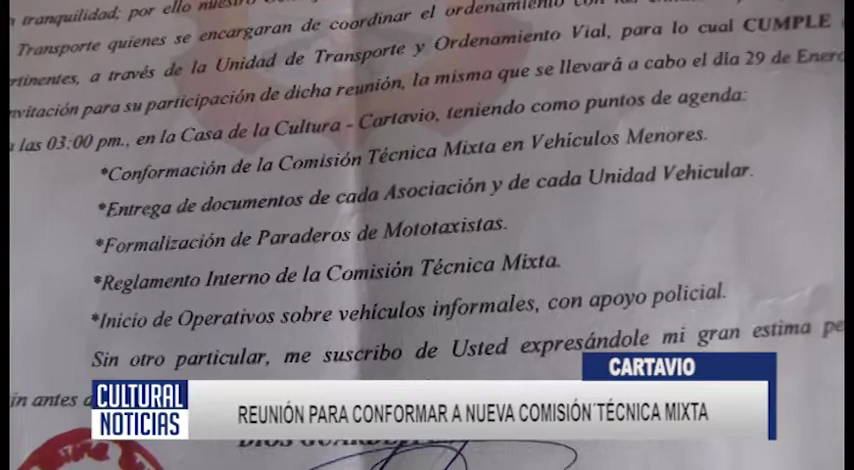 tranquilidad; por ello nuestro
Transporte quienes se encargaran de coordinar el ordenamiento con
rtinentes, a través de la Unidad de Transporte y Ordenamiento Vial, para lo cual CUMPLE
nvitación para su participación de dicha reunión, la misma que se llevará a cabo el día 29 de Enero
a las 03:00 pm., en la Casa de la Cultura - Cartavio, teniendo como puntos de agenda:
*Conformación de la Comisión Técnica Mixta en Vehículos Menores.
*Entrega de documentos de cada Asociación y de cada Unidad Vehicular.
*Formalización de Paraderos de Mototaxistas.
*Reglamento Interno de la Comisión Técnica Mixta.
*Inicio de Operativos sobre vehículos informales, con apoyo policial.
Sin otro particular, me suscribo de Usted expresándole mi gran estima pe
in antes d
CARTAVIO
CULTURAL
NOTICIAS
REUNIÓN PARA CONFORMAR A NUEVA COMISIÓN´TÉCNICA MIXTA